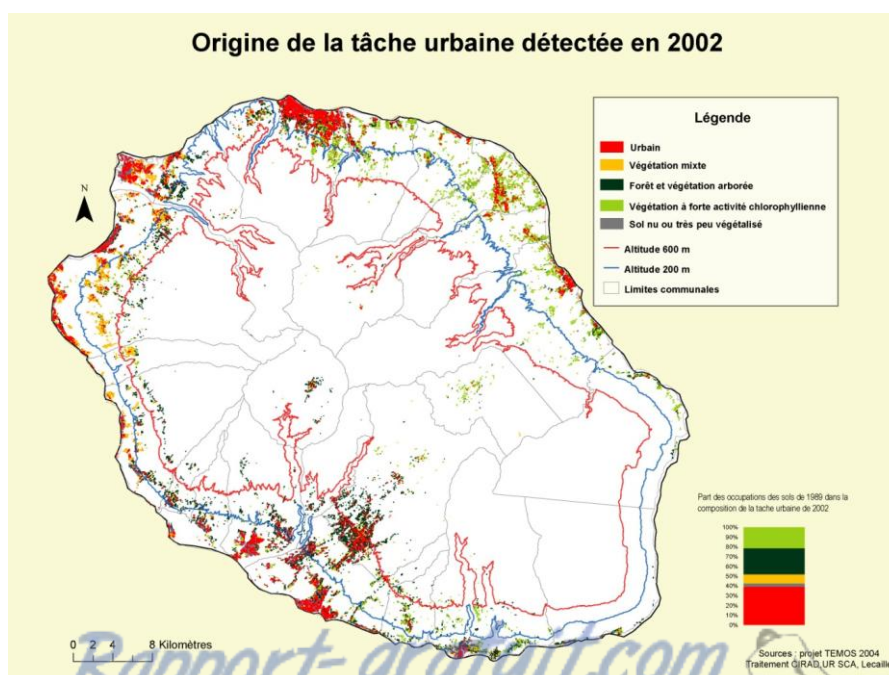 Origine de la tâche urbaine détectée en 2002
Légende
Urbain
Végétation mixte
Forêt et végétation arborée
Végétation à forte activité chlorophyllienne
Sol nu ou très peu végétalisé
Altitude 600 m
Altitude 200 m
Limites communales
N
Part des occupations des sols de 1989 dans la
composition de la tache urbaine de 2002
100%
90%
80%
70%
60%
50%
40%
30%
20%
10%
0%
0 2 4 8 Kilomètres
Rapport-gratuit.com
Sources : projet TEMOS 2004
Traitement CIRAD,UR SCA, Lecaille